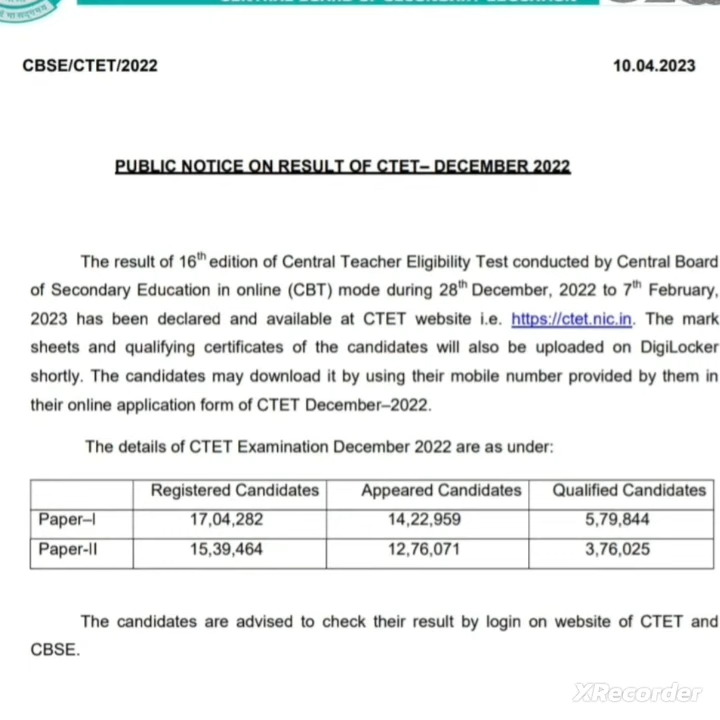 CENTRAL BOARD OF SECONDARY EDUCATION
CBSE/CTET/2022 10.04.2023
PUBLIC NOTICE ON RESULT OF CTET– DECEMBER 2022
The result of 16th edition of Central Teacher Eligibility Test conducted by Central Board
of Secondary Education in online (CBT) mode during 28th December, 2022 to 7th February,
2023 has been declared and available at CTET website i.e. https://ctet.nic.in. The mark
sheets and qualifying certificates of the candidates will also be uploaded on DigiLocker
shortly. The candidates may download it by using their mobile number provided by them in
their online application form of CTET December–2022.
The details of CTET Examination December 2022 are as under:
Registered Candidates Appeared Candidates Qualified Candidates
Paper–I 17,04,282 14,22,959 5,79,844
Paper-II 15,39,464 12,76,071 3,76,025
The candidates are advised to check their result by login on website of CTET and
CBSE.
XRecorder